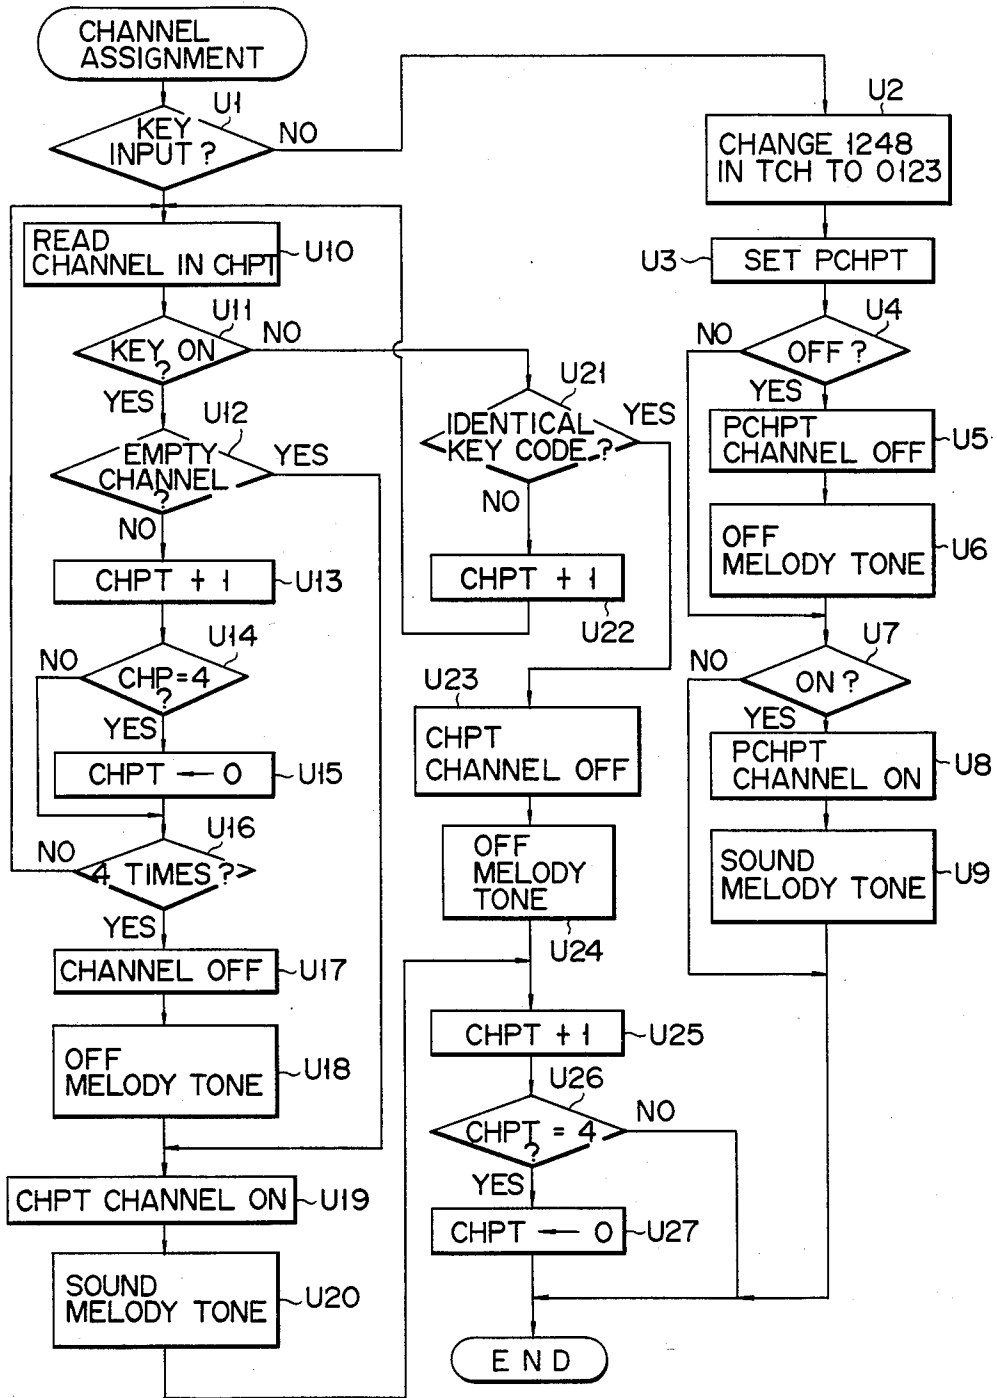 CHANNEL
ASSIGNMENT
U1
KEY
INPUT ?
NO
READ
CHANNEL IN CHPT
U10
U11
KEY ON
?
NO
YES
U12
EMPTY
CHANNEL
?
YES
NO
CHPT + 1
U13
U14
CHP=4
?
NO
YES
CHPT ← 0
U15
U16
4 TIMES ?
NO
YES
CHANNEL OFF
U17
OFF
MELODY TONE
U18
CHPT CHANNEL ON
U19
SOUND
MELODY TONE
U20
U21
IDENTICAL
KEY CODE ?
YES
NO
CHPT + 1
U22
U23
CHPT
CHANNEL OFF
OFF
MELODY
TONE
U24
CHPT + 1
U25
U26
CHPT = 4
?
NO
YES
CHPT ← 0
U27
END
U2
CHANGE 1248
IN TCH TO 0123
U3
SET PCHPT
U4
OFF ?
NO
YES
PCHPT
CHANNEL OFF
U5
OFF
MELODY TONE
U6
U7
ON ?
NO
YES
PCHPT
CHANNEL ON
U8
SOUND
MELODY TONE
U9